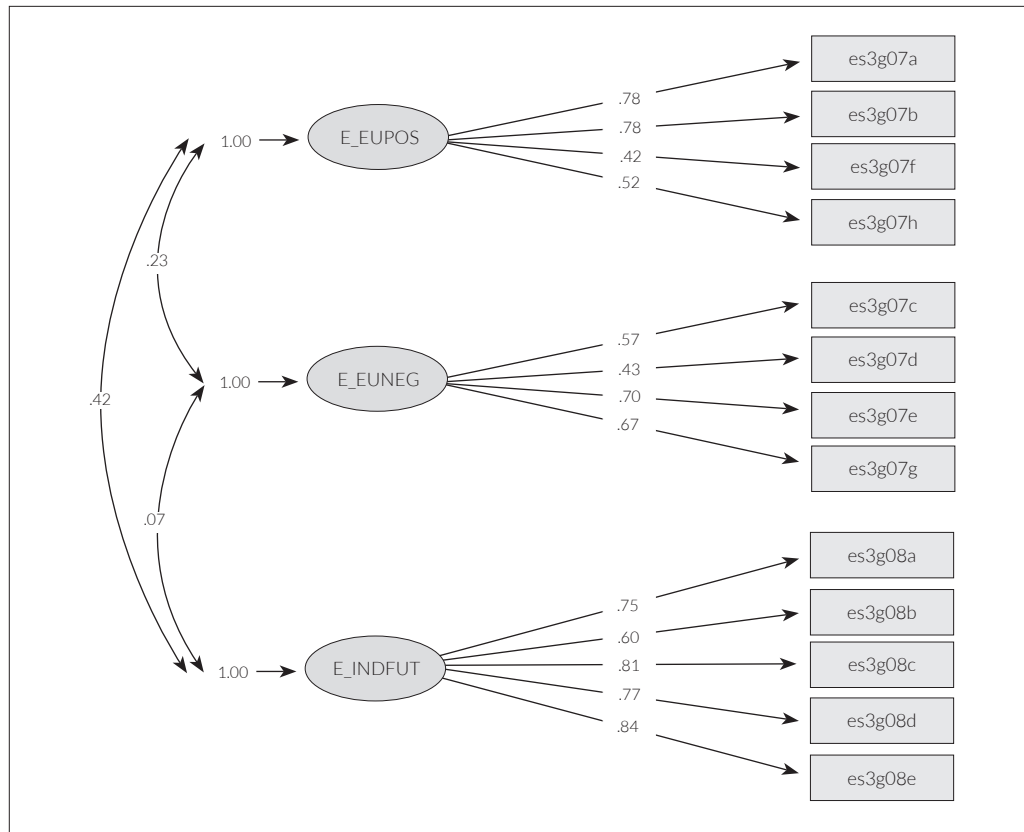 es3g07a
.78
es3g07b
1.00
E_EUPOS
.78
.42
es3g07f
.52
es3g07h
.23
es3g07c
.57
es3g07d
.43
1.00
E_EUNEG
.70
.42
es3g07e
.67
es3g07g
.07
es3g08a
.75
es3g08b
.60
1.00
E_INDFUT
.81
es3g08c
.77
es3g08d
.84
es3g08e